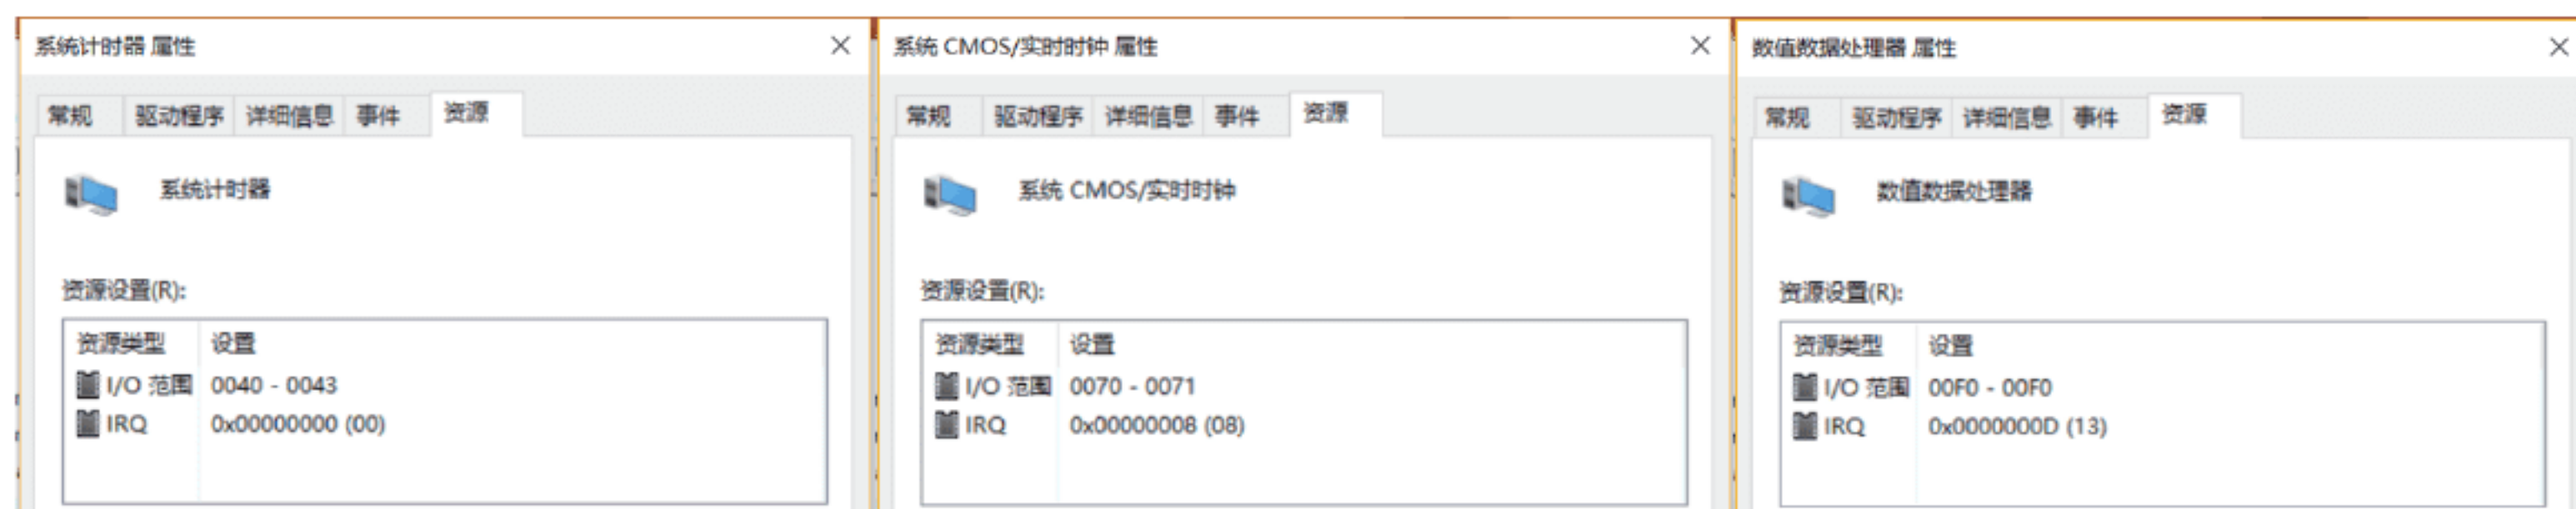 系统计时器 属性
常规 驱动程序 详细信息 事件 资源
系统计时器
资源设置(R):
资源类型 设置
I/O 范围 0040 - 0043
IRQ 0x00000000 (00)
系统 CMOS/实时时钟 属性
常规 驱动程序 详细信息 事件 资源
系统 CMOS/实时时钟
资源设置(R):
资源类型 设置
I/O 范围 0070 - 0071
IRQ 0x00000008 (08)
数值数据处理器 属性
常规 驱动程序 详细信息 事件 资源
数值数据处理器
资源设置(R):
资源类型 设置
I/O 范围 00F0 - 00F0
IRQ 0x0000000D (13)